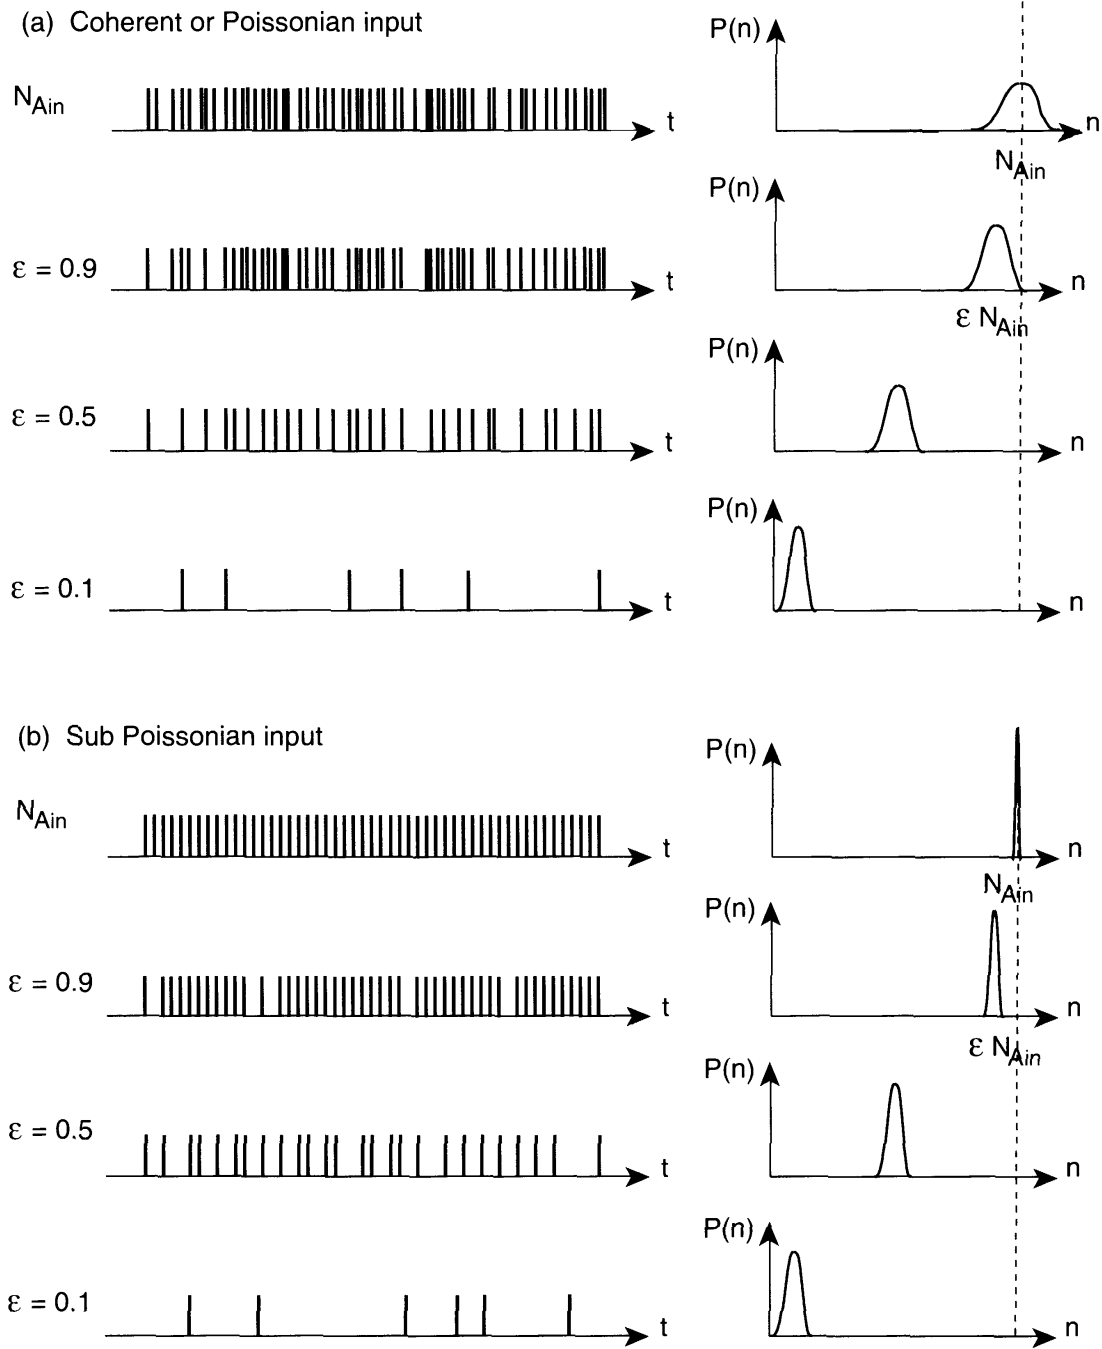 (a) Coherent or Poissonian input
P(n)
N_Ain
t
n
N_Ain
P(n)
ε = 0.9
t
n
ε N_Ain
P(n)
ε = 0.5
t
n
P(n)
ε = 0.1
t
n
(b) Sub Poissonian input
P(n)
N_Ain
t
n
N_Ain
P(n)
ε = 0.9
t
n
ε N_Ain
P(n)
ε = 0.5
t
n
P(n)
ε = 0.1
t
n